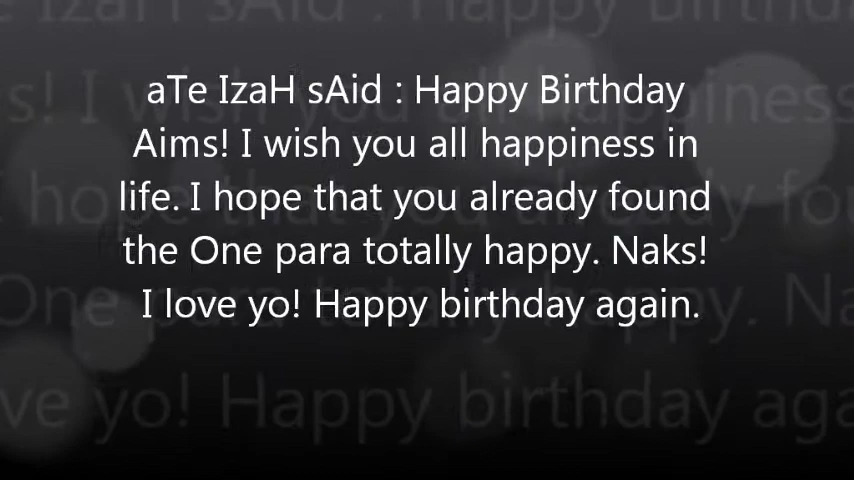 aTe IzaH sAid : Happy Birthday
Aims! I wish you all happiness in
life. I hope that you already found
the One para totally happy. Naks!
I love yo! Happy birthday again.